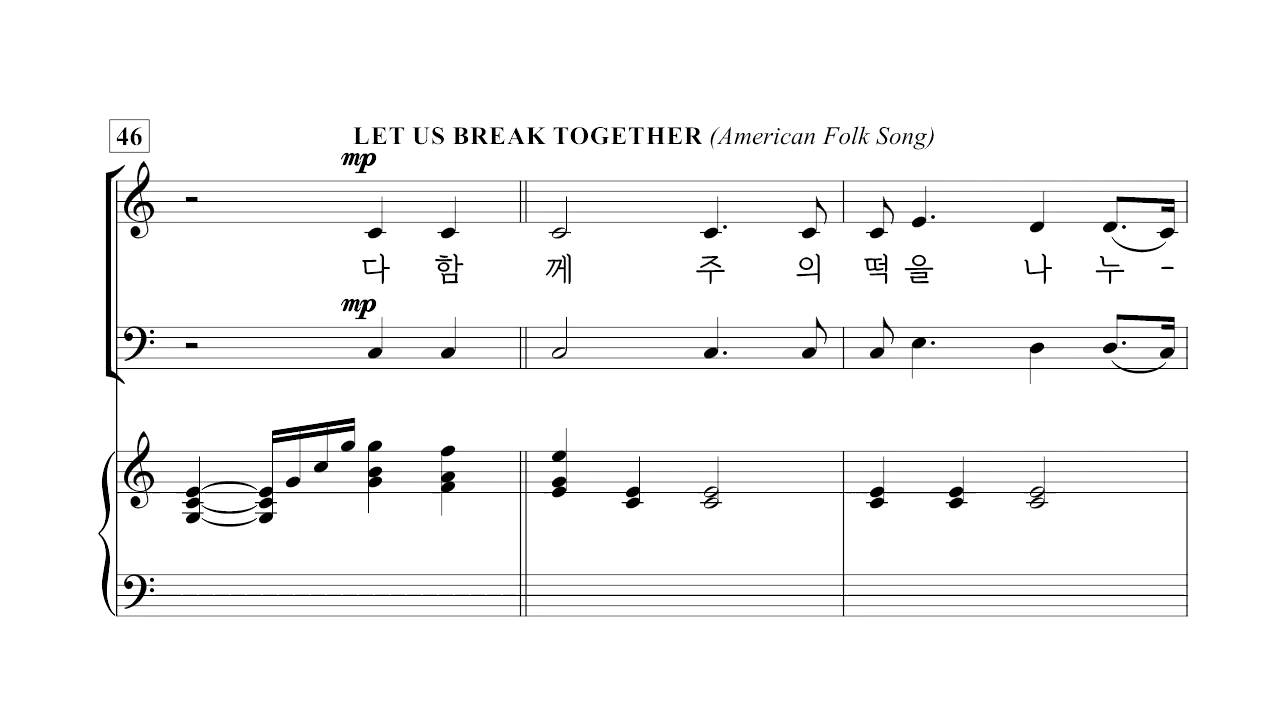 46
LET US BREAK TOGETHER (American Folk Song)
mp
다 함 께 주 의 떡 을 나 누 -
mp